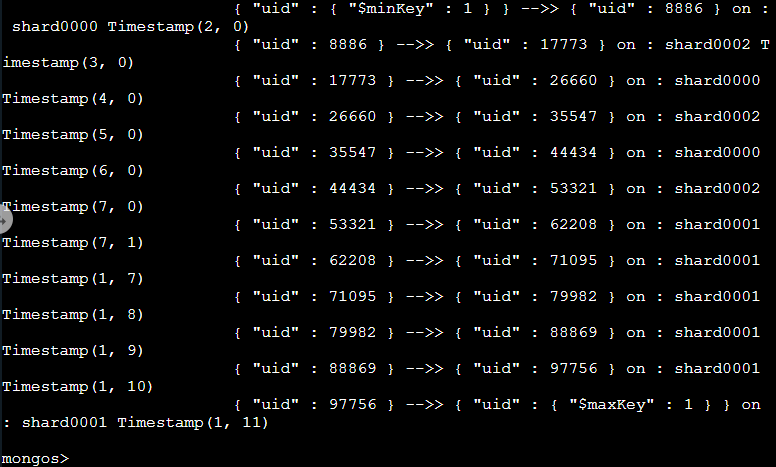 { "uid" : { "$minKey" : 1 } } -->> { "uid" : 8886 } on :
shard0000 Timestamp(2, 0)
{ "uid" : 8886 } -->> { "uid" : 17773 } on : shard0002 T
imestamp(3, 0)
{ "uid" : 17773 } -->> { "uid" : 26660 } on : shard0000
Timestamp(4, 0)
{ "uid" : 26660 } -->> { "uid" : 35547 } on : shard0002
Timestamp(5, 0)
{ "uid" : 35547 } -->> { "uid" : 44434 } on : shard0000
Timestamp(6, 0)
{ "uid" : 44434 } -->> { "uid" : 53321 } on : shard0002
Timestamp(7, 0)
{ "uid" : 53321 } -->> { "uid" : 62208 } on : shard0001
Timestamp(7, 1)
{ "uid" : 62208 } -->> { "uid" : 71095 } on : shard0001
Timestamp(1, 7)
{ "uid" : 71095 } -->> { "uid" : 79982 } on : shard0001
Timestamp(1, 8)
{ "uid" : 79982 } -->> { "uid" : 88869 } on : shard0001
Timestamp(1, 9)
{ "uid" : 88869 } -->> { "uid" : 97756 } on : shard0001
Timestamp(1, 10)
{ "uid" : 97756 } -->> { "uid" : { "$maxKey" : 1 } } on
: shard0001 Timestamp(1, 11)
mongos>